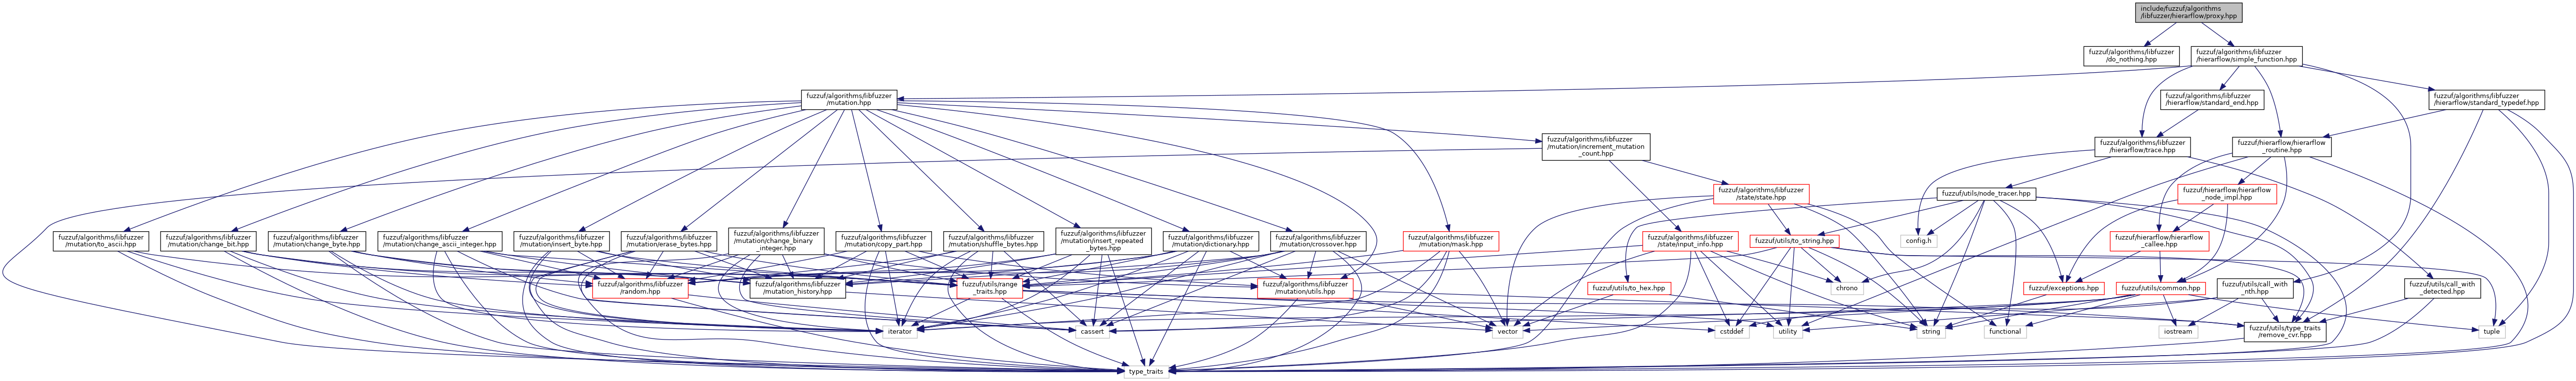 include/fuzzuf/algorithms
/libfuzzer/hierarflow/proxy.hpp
fuzzuf/algorithms/libfuzzer
/do_nothing.hpp
fuzzuf/algorithms/libfuzzer
/hierarflow/simple_function.hpp
fuzzuf/algorithms/libfuzzer
/mutation.hpp
fuzzuf/algorithms/libfuzzer
/hierarflow/standard_end.hpp
fuzzuf/algorithms/libfuzzer
/hierarflow/standard_typedef.hpp
fuzzuf/algorithms/libfuzzer
/mutation/increment_mutation
_count.hpp
fuzzuf/algorithms/libfuzzer
/hierarflow/trace.hpp
fuzzuf/hierarflow/hierarflow
_routine.hpp
fuzzuf/algorithms/libfuzzer
/state/state.hpp
fuzzuf/utils/node_tracer.hpp
fuzzuf/hierarflow/hierarflow
_node_impl.hpp
fuzzuf/algorithms/libfuzzer
/mutation/to_ascii.hpp
fuzzuf/algorithms/libfuzzer
/mutation/change_bit.hpp
fuzzuf/algorithms/libfuzzer
/mutation/change_byte.hpp
fuzzuf/algorithms/libfuzzer
/mutation/change_ascii_integer.hpp
fuzzuf/algorithms/libfuzzer
/mutation/insert_byte.hpp
fuzzuf/algorithms/libfuzzer
/mutation/erase_bytes.hpp
fuzzuf/algorithms/libfuzzer
/mutation/change_binary
_integer.hpp
fuzzuf/algorithms/libfuzzer
/mutation/copy_part.hpp
fuzzuf/algorithms/libfuzzer
/mutation/shuffle_bytes.hpp
fuzzuf/algorithms/libfuzzer
/mutation/insert_repeated
_bytes.hpp
fuzzuf/algorithms/libfuzzer
/mutation/dictionary.hpp
fuzzuf/algorithms/libfuzzer
/mutation/crossover.hpp
fuzzuf/algorithms/libfuzzer
/mutation/mask.hpp
fuzzuf/algorithms/libfuzzer
/state/input_info.hpp
fuzzuf/utils/to_string.hpp
config.h
fuzzuf/hierarflow/hierarflow
_callee.hpp
fuzzuf/algorithms/libfuzzer
/random.hpp
fuzzuf/algorithms/libfuzzer
/mutation_history.hpp
fuzzuf/utils/range
_traits.hpp
fuzzuf/algorithms/libfuzzer
/mutation/utils.hpp
fuzzuf/utils/to_hex.hpp
chrono
fuzzuf/exceptions.hpp
fuzzuf/utils/common.hpp
fuzzuf/utils/call_with
_nth.hpp
fuzzuf/utils/call_with
_detected.hpp
iterator
cassert
vector
cstddef
utility
string
functional
iostream
fuzzuf/utils/type_traits
/remove_cvr.hpp
tuple
type_traits